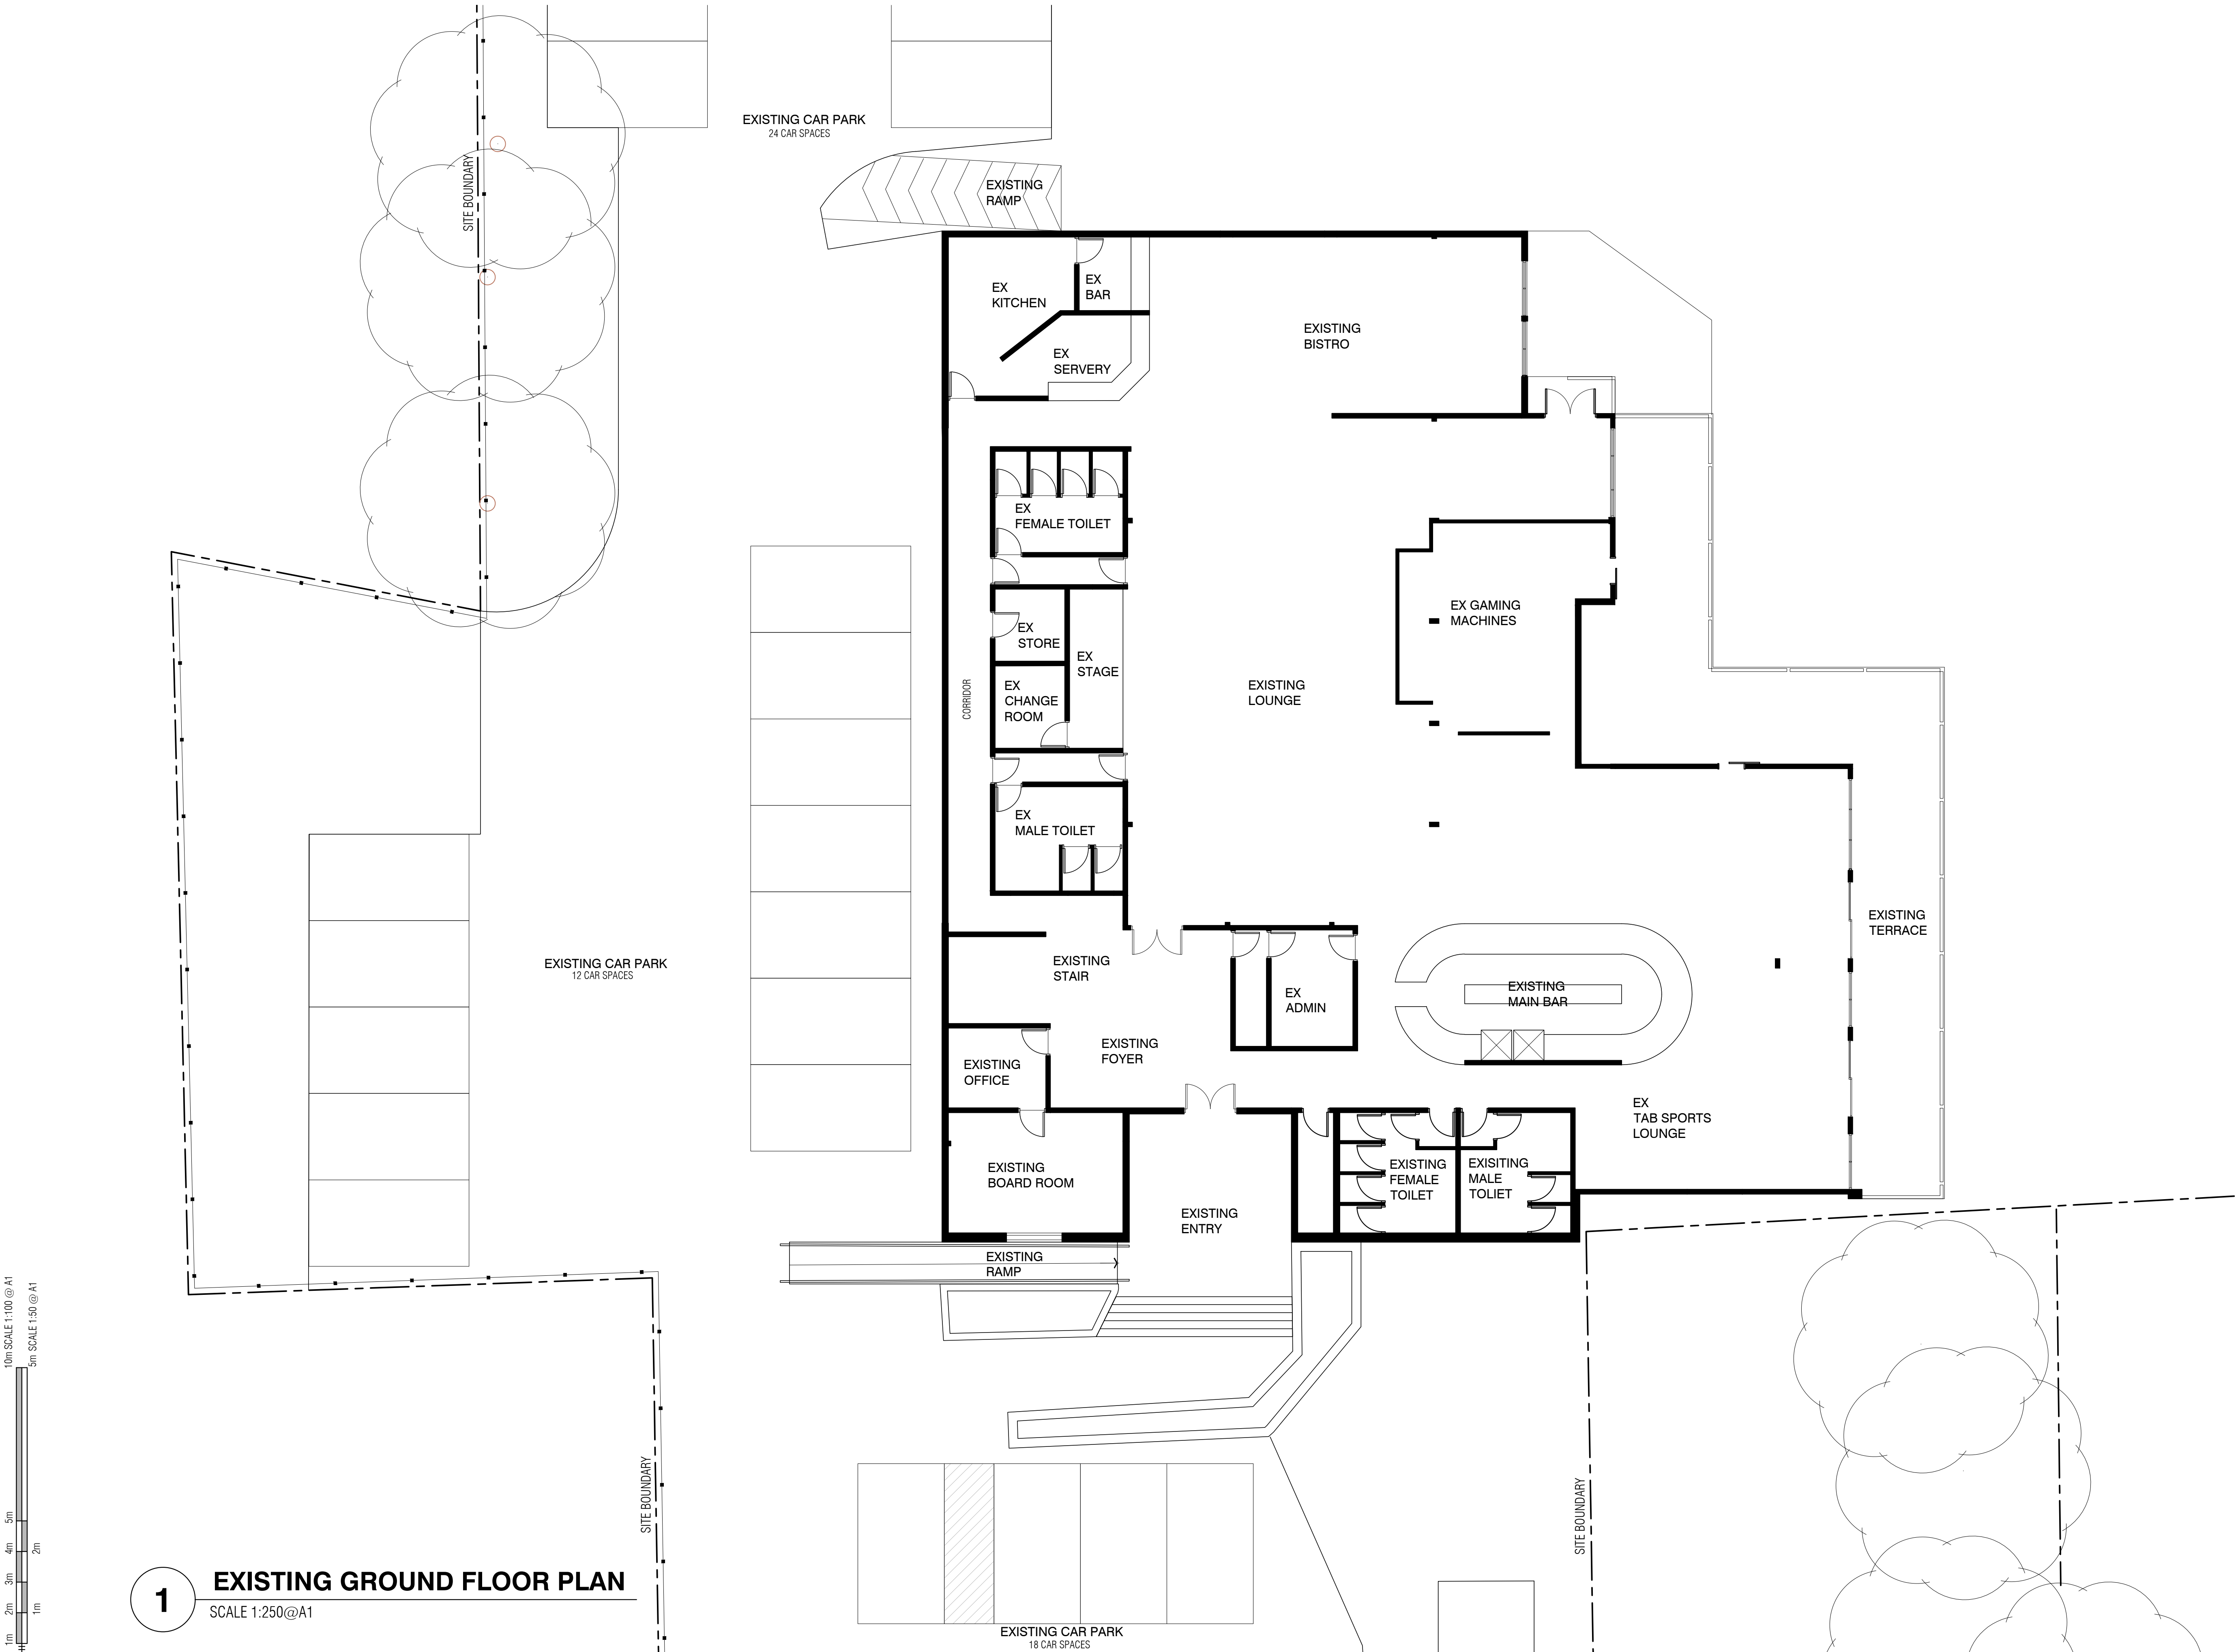 EXISTING CAR PARK
24 CAR SPACES
SITE BOUNDARY
EXISTING
RAMP
EX
KITCHEN
EX
BAR
EX
SERVERY
EXISTING
BISTRO
EX
FEMALE TOILET
EX
STORE
EX
STAGE
EX
CHANGE
ROOM
CORRIDOR
EXISTING
LOUNGE
EX GAMING
MACHINES
EX
MALE TOILET
EXISTING
TERRACE
EXISTING CAR PARK
12 CAR SPACES
EXISTING
STAIR
EX
ADMIN
EXISTING
MAIN BAR
EXISTING
FOYER
EXISTING
OFFICE
EX
TAB SPORTS
LOUNGE
EXISTING
BOARD ROOM
EXISTING
FEMALE
TOILET
EXISITING
MALE
TOLIET
EXISTING
ENTRY
EXISTING
RAMP
10m SCALE 1:100 @ A1
5m SCALE 1:50 @ A1
5m
4m
3m
2m
1m
2m
1m
SITE BOUNDARY
SITE BOUNDARY
1
EXISTING GROUND FLOOR PLAN
SCALE 1:250@A1
EXISTING CAR PARK
18 CAR SPACES